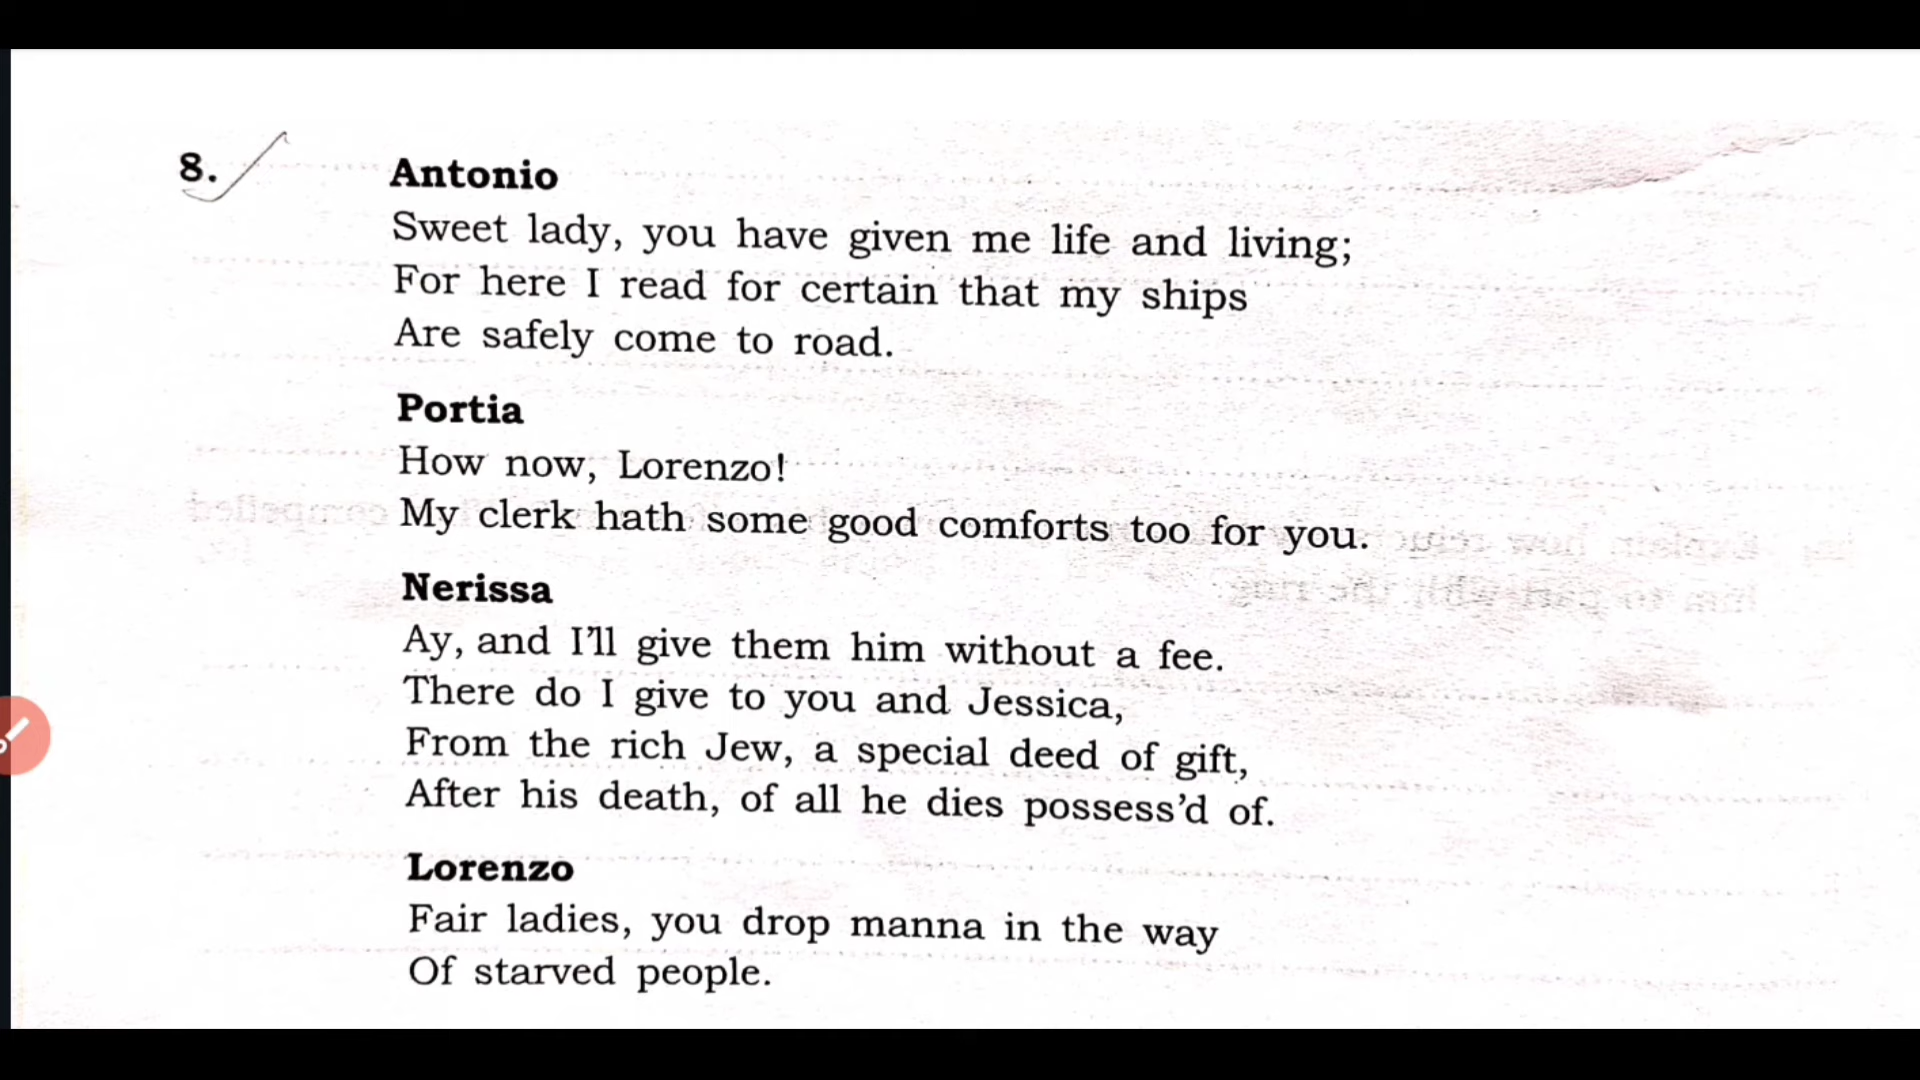 8.
Antonio
Sweet lady, you have given me life and living;
For here I read for certain that my ships
Are safely come to road.
Portia
How now, Lorenzo!
My clerk hath some good comforts too for you.
Nerissa
Ay, and I'll give them him without a fee.
There do I give to you and Jessica,
From the rich Jew, a special deed of gift,
After his death, of all he dies possess'd of.
Lorenzo
Fair ladies, you drop manna in the way
Of starved people.